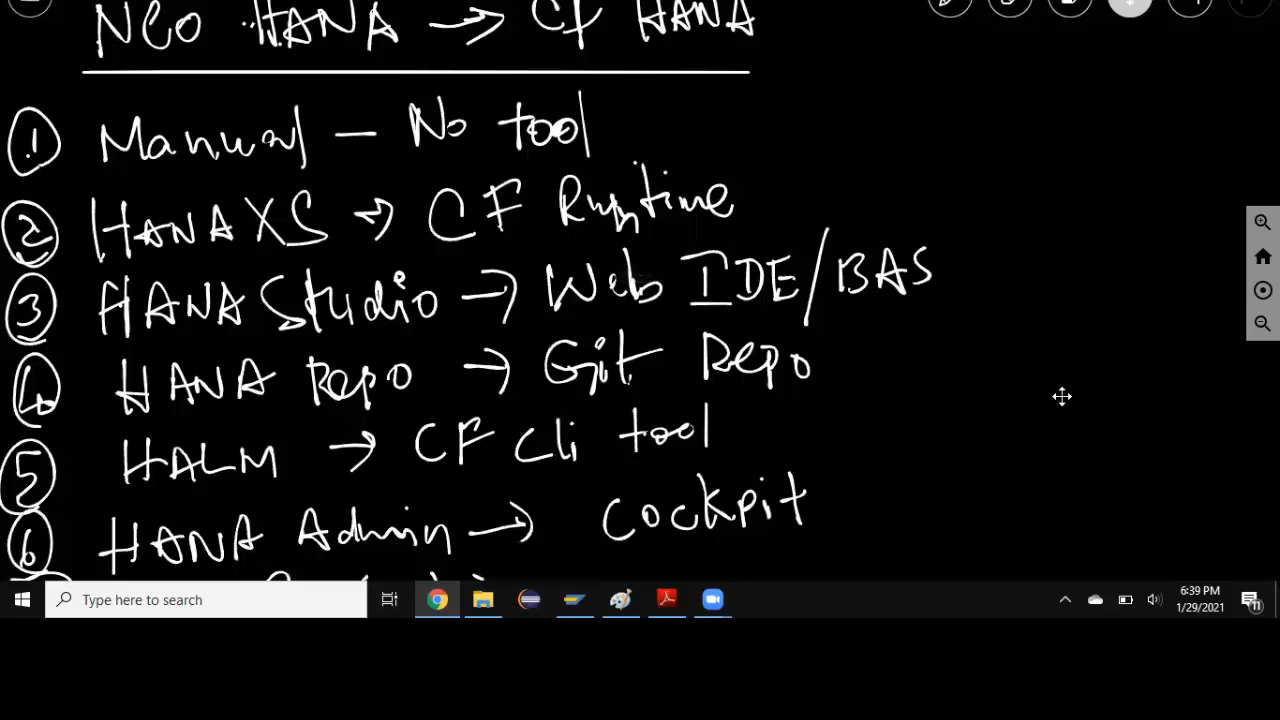 Neo HANA → CF HANA
① Manual — No tool
② HANA XS → CF Runtime
③ HANA Studio → Web IDE/BAS
④ HANA Repo → Git Repo
⑤ HALM → CF Cli tool
⑥ HANA Admin → Cockpit
Type here to search
6:39 PM
1/29/2021
11